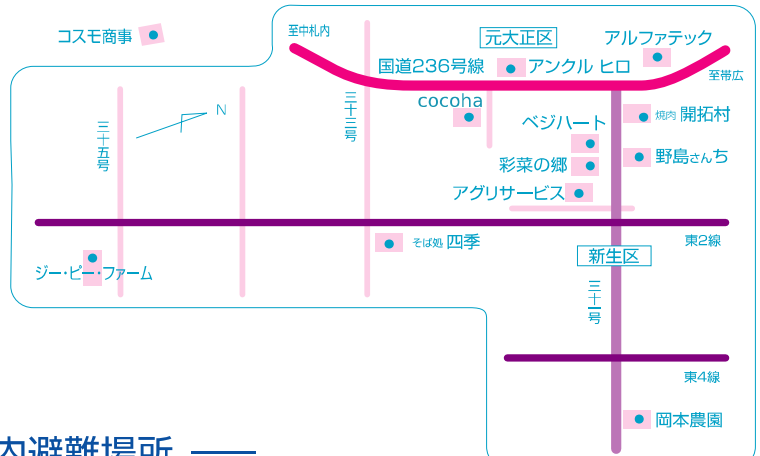 至中札内
コスモ商事
元大正区
アルファテック
国道236号線
アンクル ヒロ
至帯広
cocoha
三十三号
N
三十五号
ベジハート
焼肉 開拓村
彩菜の郷
野島さんち
アグリサービス
そば処 四季
東2線
新生区
ジー・ピー・ファーム
三十一号
東4線
岡本農園
内避難場所